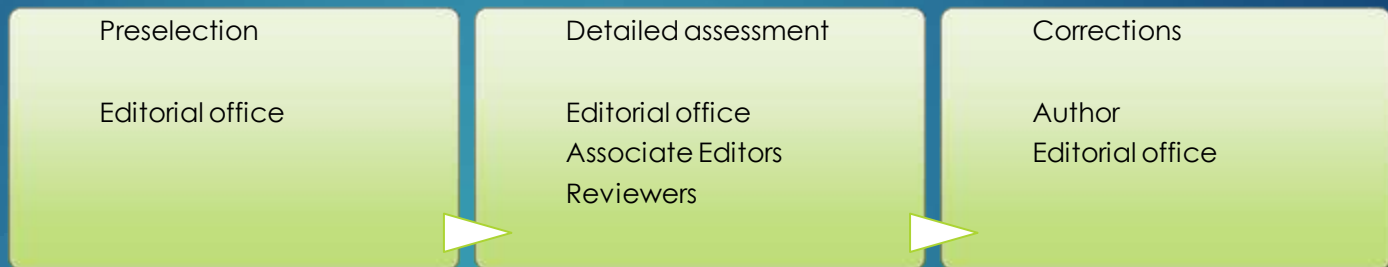 Preselection
Editorial office
Detailed assessment
Editorial office
Associate Editors
Reviewers
Corrections
Author
Editorial office